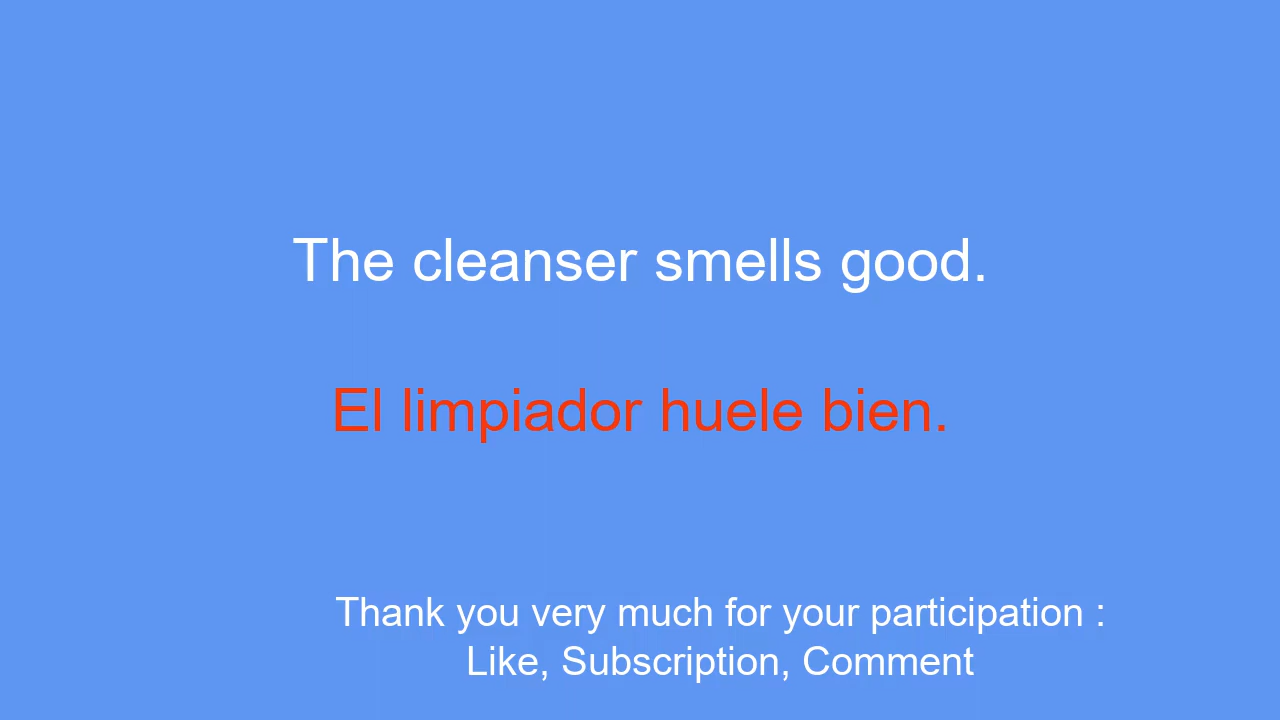 The cleanser smells good.
El limpiador huele bien.
Thank you very much for your participation :
Like, Subscription, Comment